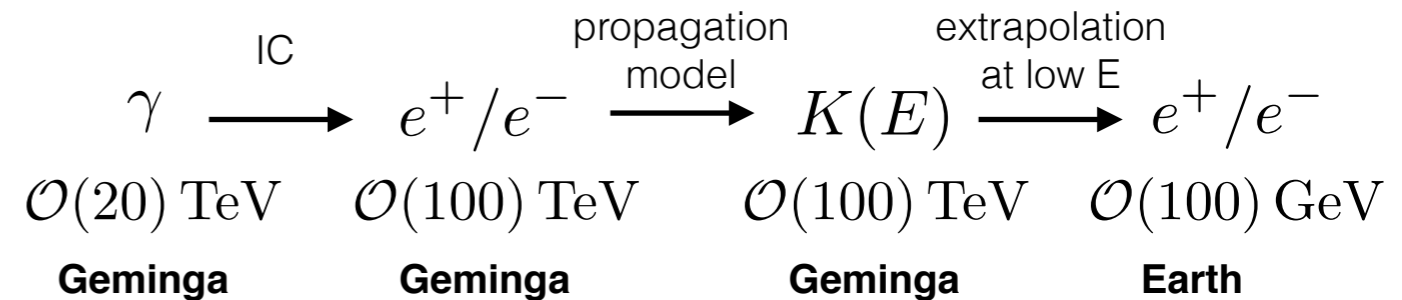 IC propagation model extrapolation at low E
γ → e⁺/e⁻ → K(E) → e⁺/e⁻
𝒪(20) TeV 𝒪(100) TeV 𝒪(100) TeV 𝒪(100) GeV
Geminga Geminga Geminga Earth